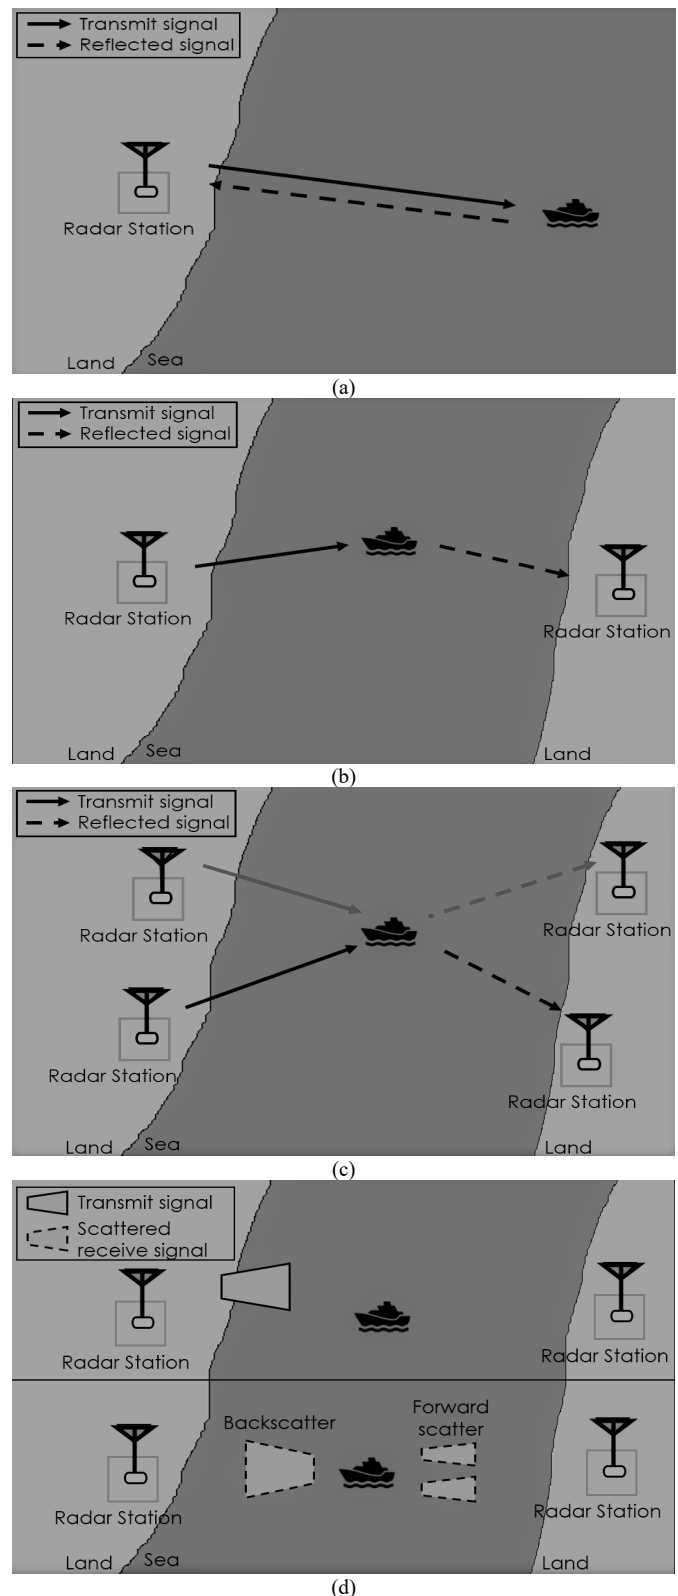 Transmit signal
Reflected signal
Radar Station
Land Sea
(a)
Transmit signal
Reflected signal
Radar Station
Radar Station
Land Sea Land
(b)
Transmit signal
Reflected signal
Radar Station
Radar Station
Radar Station
Radar Station
Land Sea Land
(c)
Transmit signal
Scattered
receive signal
Radar Station
Radar Station
Backscatter
Forward
scatter
Radar Station
Radar Station
Land Sea Land
(d)